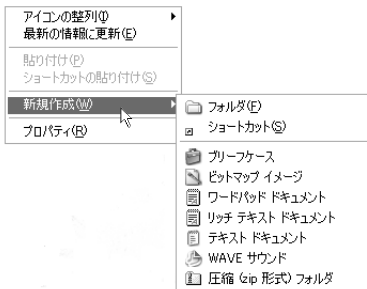 アイコンの整列(I)
最新の情報に更新(E)
貼り付け(P)
ショートカットの貼り付け(S)
新規作成(W)
プロパティ(R)
フォルダ(F)
ショートカット(S)
ブリーフケース
ビットマップ イメージ
ワードパッド ドキュメント
リッチ テキスト ドキュメント
テキスト ドキュメント
WAVE サウンド
圧縮 (zip 形式) フォルダ